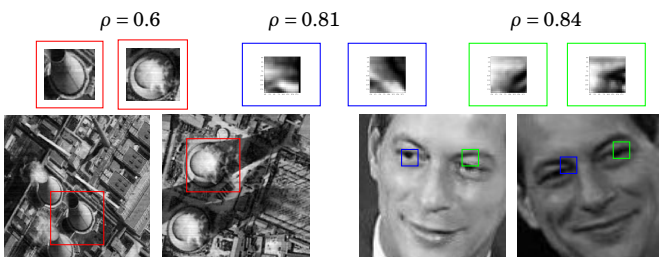 ρ = 0.6 ρ = 0.81 ρ = 0.84